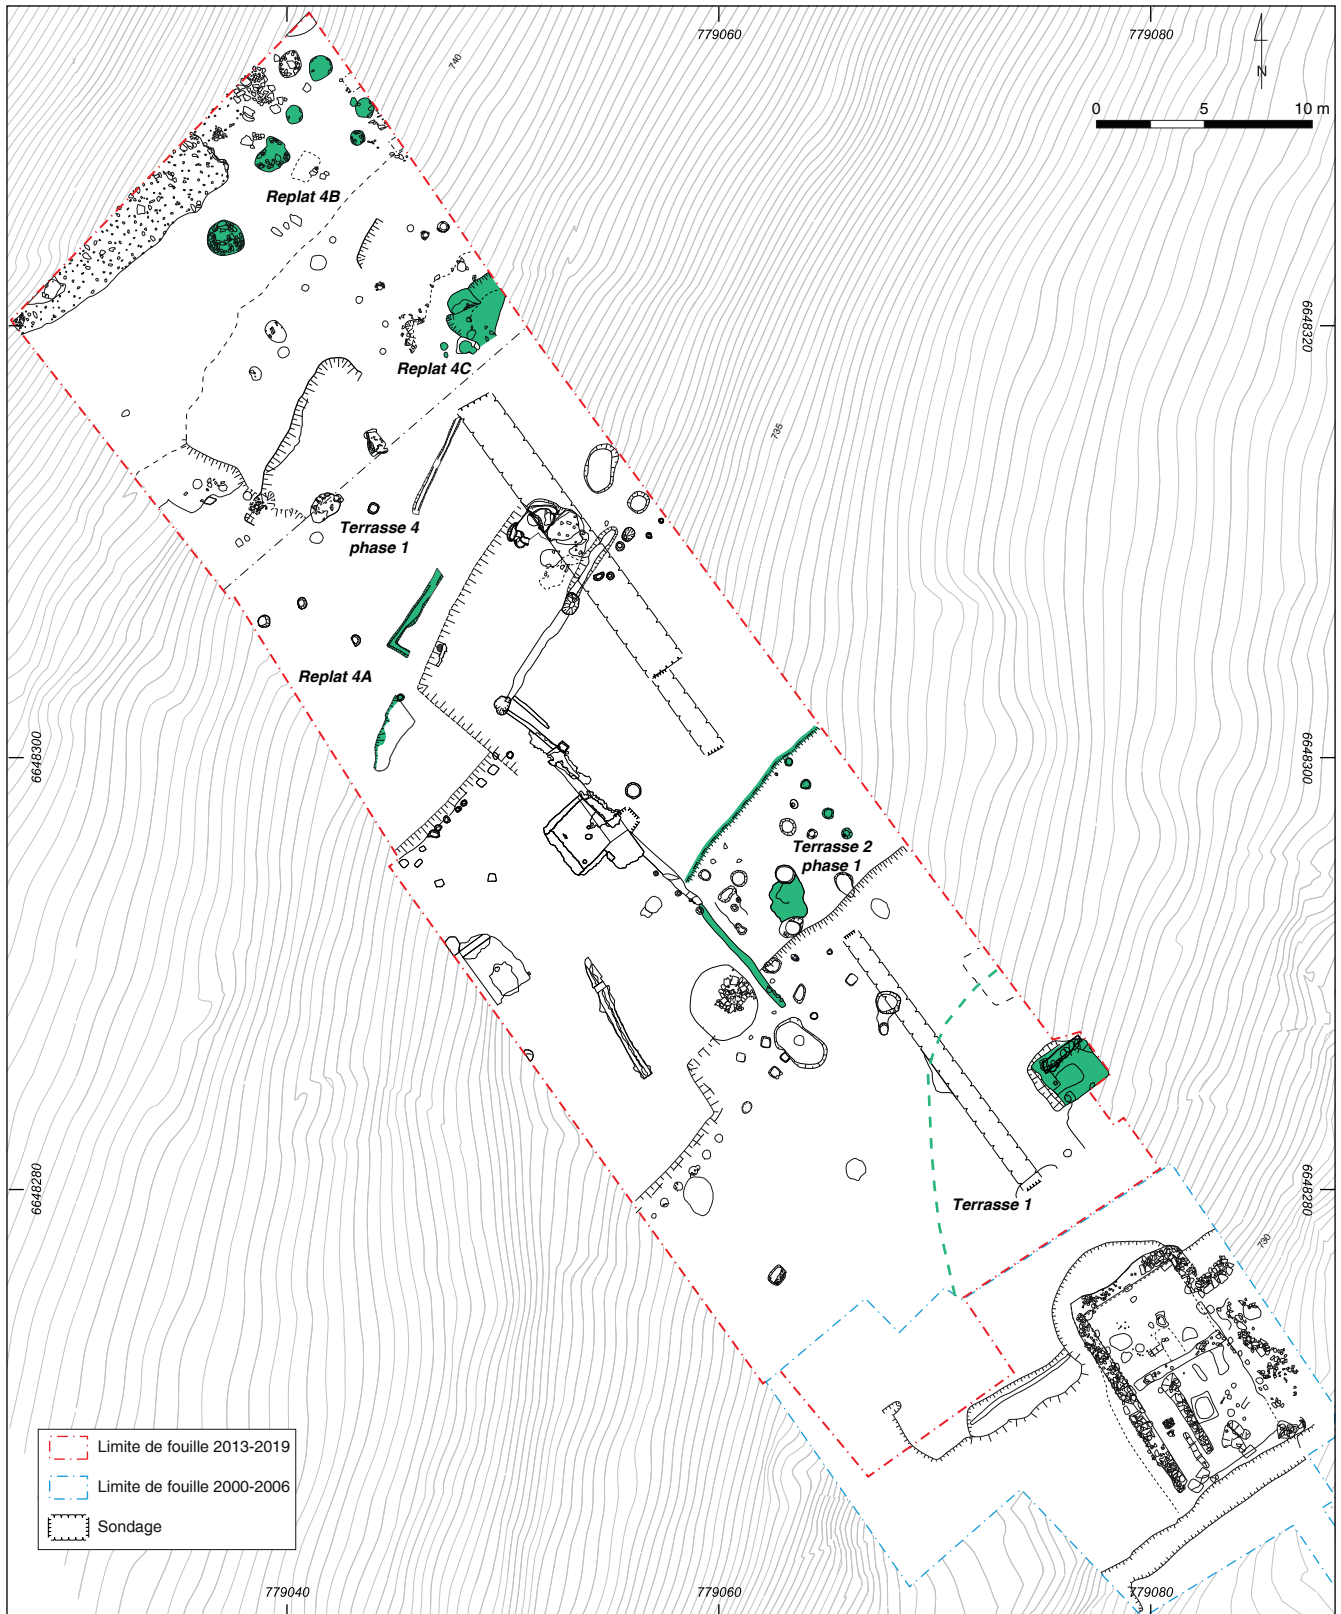 779060
779080
740
N
0 5 10 m
Replat 4B
6648320
Replat 4C
735
Terrasse 4
phase 1
Replat 4A
6648300
6648300
Terrasse 2
phase 1
6648280
6648280
Terrasse 1
730
Limite de fouille 2013-2019
Limite de fouille 2000-2006
Sondage
779040
779060
779080